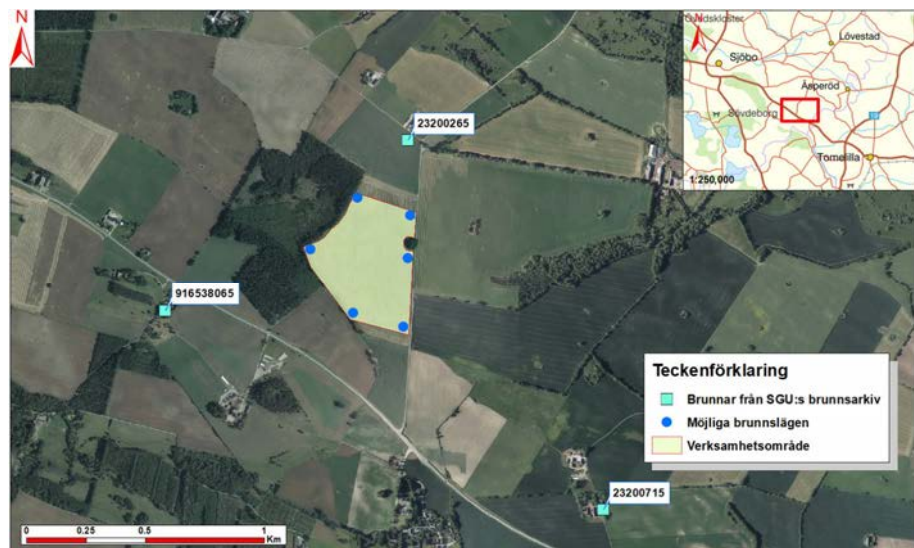 N
23200265
916538065
23200715
N
Lövestad
Sjöbo
Äsperöd
Sövdeborg
Tomelilla
1:250,000
Teckenförklaring
Brunnar från SGU:s brunnsarkiv
Möjliga brunnslägen
Verksamhetsområde
0 0.25 0.5 1
Km